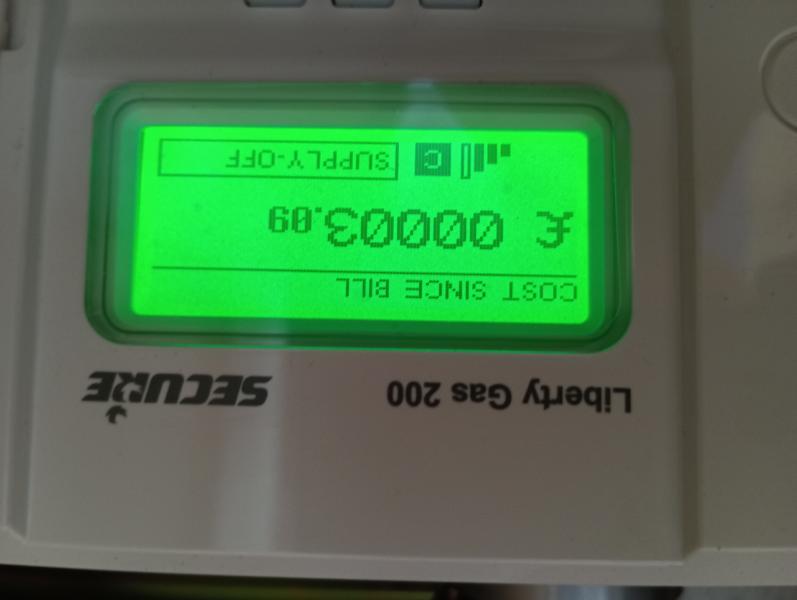 Liberty Gas 200 SECURE
COST SINCE BILL
£ 00003.09
C SUPPLY-OFF